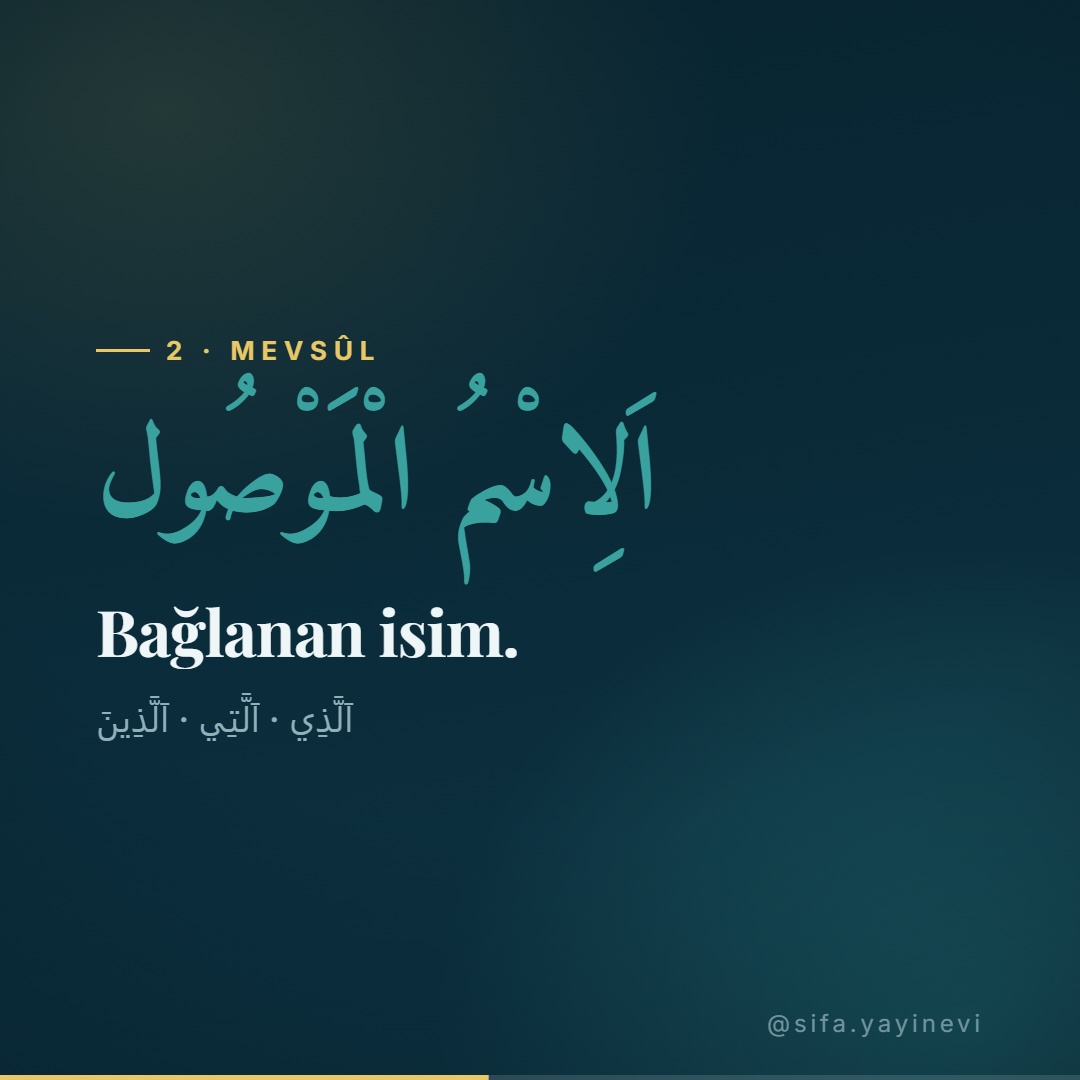 2 · MEVSÛL
اَلِاسْمُ الْمَوْصُول
Bağlanan isim.
اَلَّذِي · اَلَّتِي · اَلَّذِينَ
@sifa.yayinevi